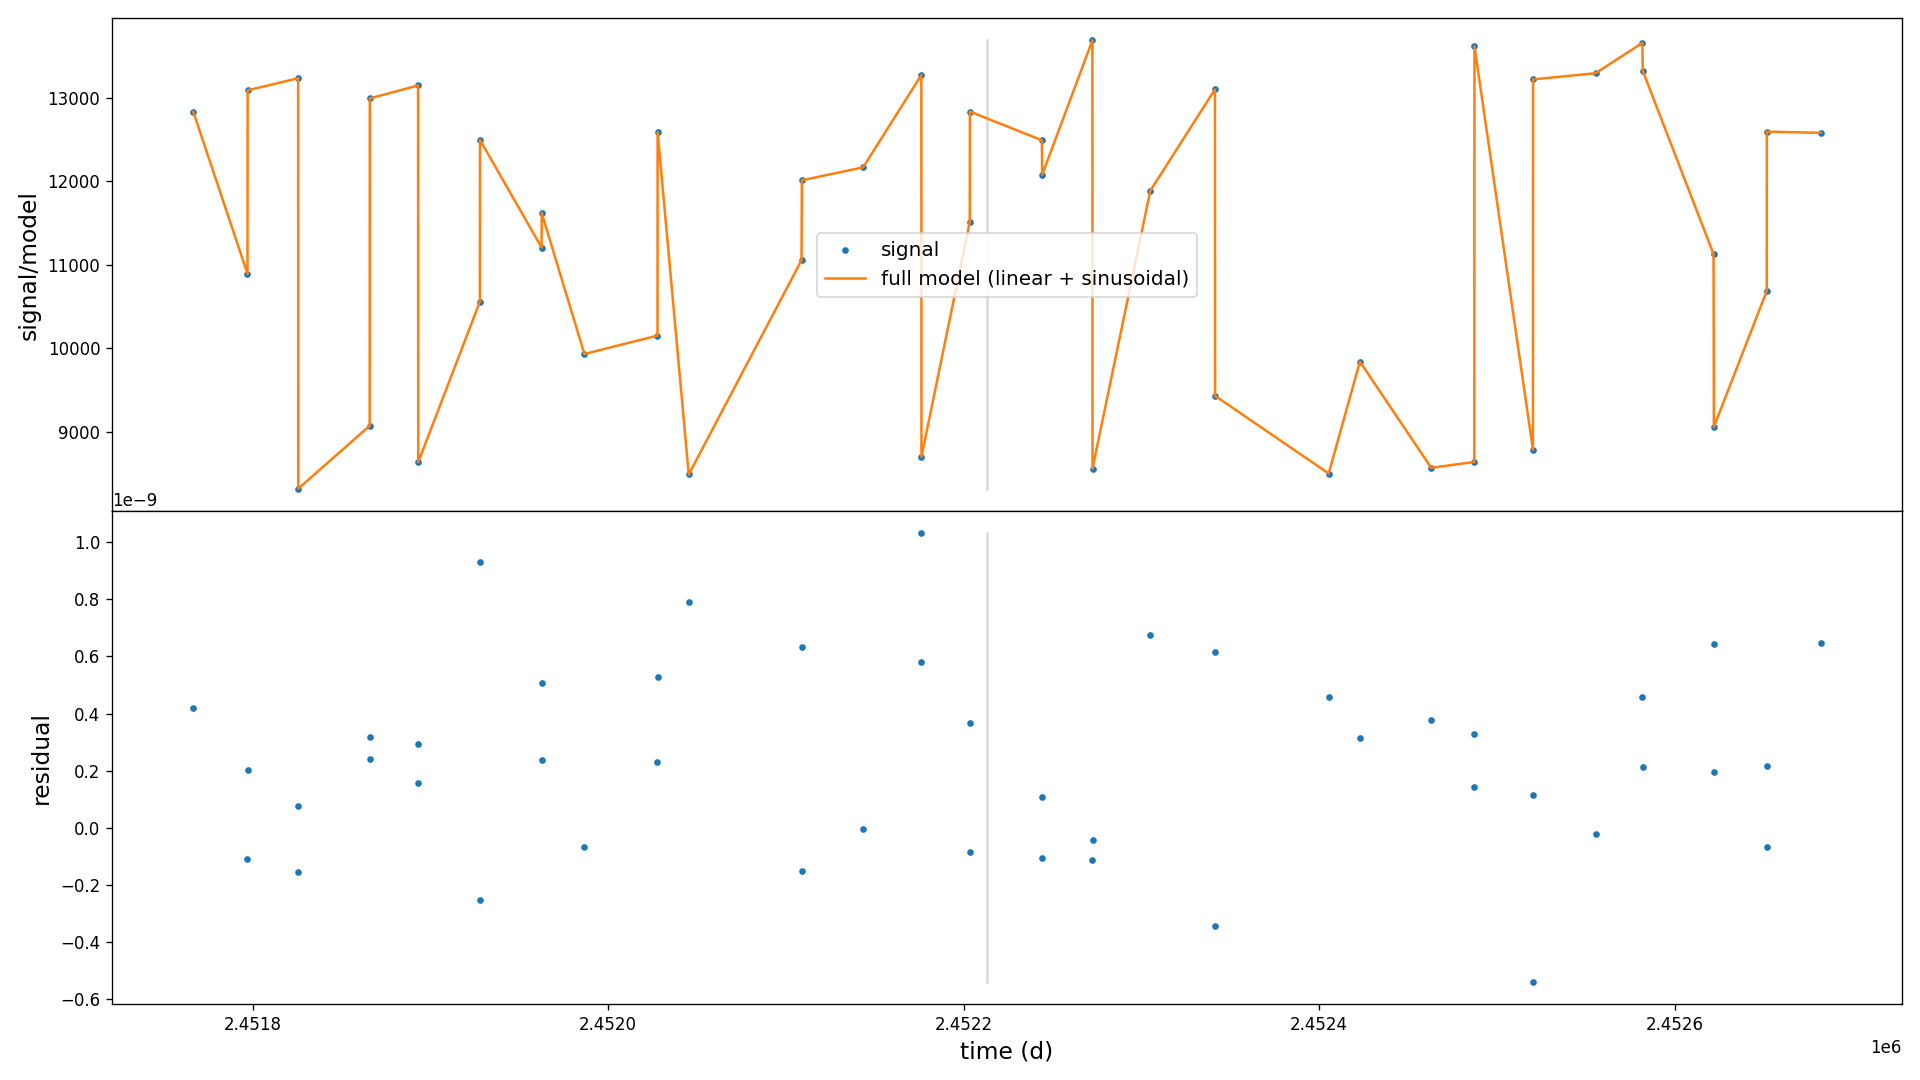 signal/model
13000
12000
11000
10000
9000
signal
full model (linear + sinusoidal)
1e−9
residual
1.0
0.8
0.6
0.4
0.2
0.0
−0.2
−0.4
−0.6
2.4518
2.4520
2.4522
2.4524
2.4526
time (d)
1e6